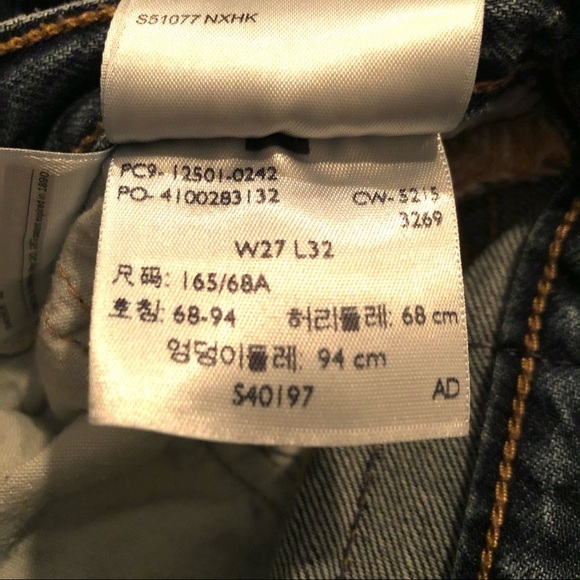 S51077 NXHK
PC9- 12501-0242
PO- 4100283132 CW- 5215
3269
W27 L32
尺码: 165/68A
호칭: 68-94 허리둘레: 68 cm
엉덩이둘레: 94 cm
S40197 AD